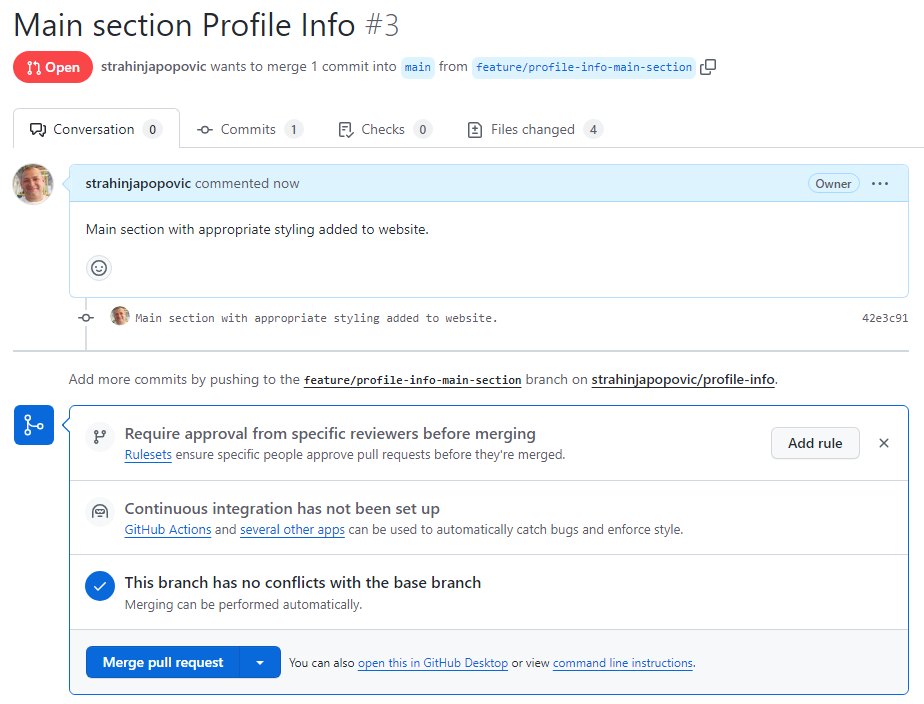 Main section Profile Info #3
Open strahinjapopovic wants to merge 1 commit into main from feature/profile-info-main-section
Conversation 0 Commits 1 Checks 0 Files changed 4
strahinjapopovic commented now Owner
Main section with appropriate styling added to website.
Main section with appropriate styling added to website. 42e3c91
Add more commits by pushing to the feature/profile-info-main-section branch on strahinjapopovic/profile-info.
Require approval from specific reviewers before merging
Rulesets ensure specific people approve pull requests before they're merged.
Add rule
Continuous integration has not been set up
GitHub Actions and several other apps can be used to automatically catch bugs and enforce style.
This branch has no conflicts with the base branch
Merging can be performed automatically.
Merge pull request You can also open this in GitHub Desktop or view command line instructions.